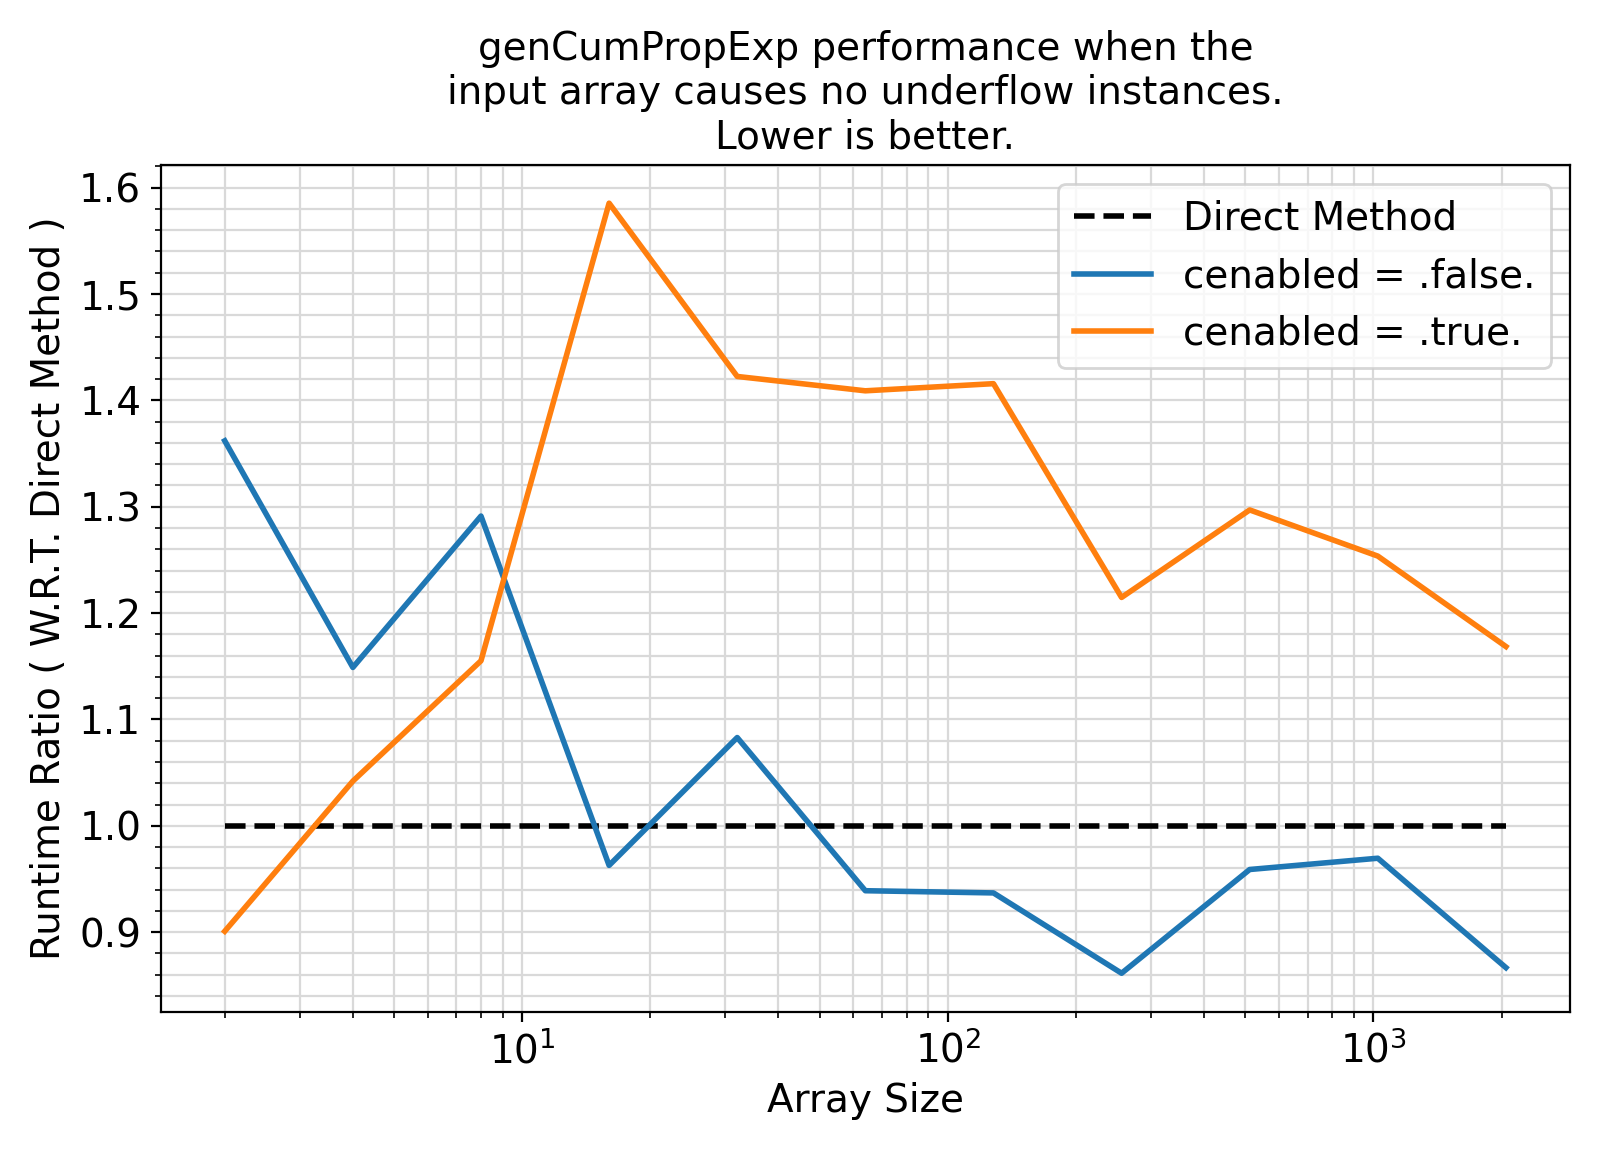 genCumPropExp performance when the
input array causes no underflow instances.
Lower is better.
Runtime Ratio ( W.R.T. Direct Method )
1.6
1.5
1.4
1.3
1.2
1.1
1.0
0.9
Direct Method
cenabled = .false.
cenabled = .true.
10¹
10²
10³
Array Size